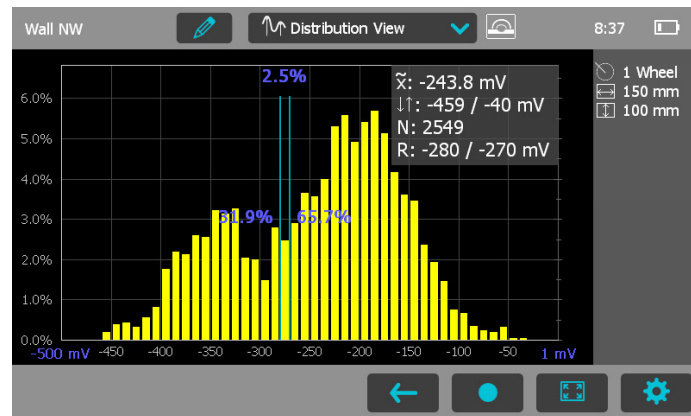 Wall NW
Distribution View
8:37
1 Wheel
150 mm
100 mm
2.5%
x̃: -243.8 mV
↓↑: -459 / -40 mV
N: 2549
R: -280 / -270 mV
6.0%
5.0%
4.0%
3.0%
31.9% 65.7%
2.0%
1.0%
0.0%
-500 mV -450 -400 -350 -300 -250 -200 -150 -100 -50 1 mV